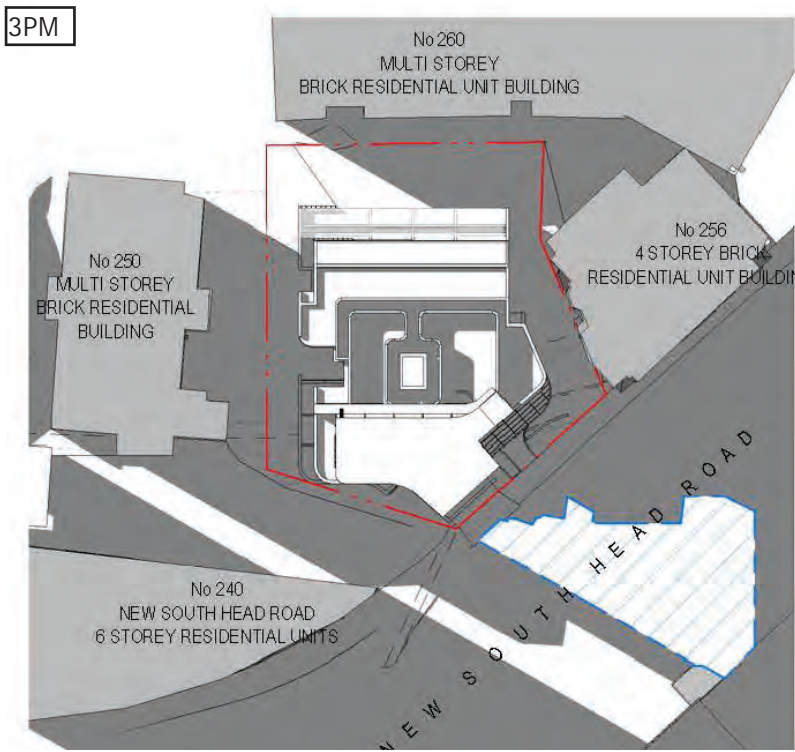 3PM
No 260
MULTI STOREY
BRICK RESIDENTIAL UNIT BUILDING
No 256
4 STOREY BRICK
RESIDENTIAL UNIT BUILDIN
No 250
MULTI STOREY
BRICK RESIDENTIAL
BUILDING
No 240
NEW SOUTH HEAD ROAD
6 STOREY RESIDENTIAL UNITS
NEW SOUTH HEAD ROAD